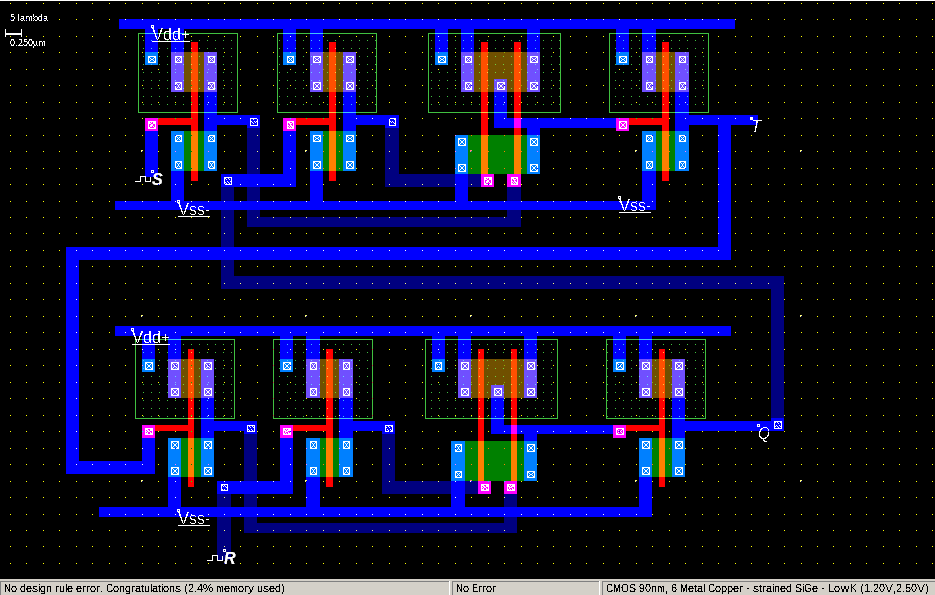 5 lambda
0.250µm
Vdd+
T
S
Vss-
Vss-
Vdd+
Q
Vss-
R
No design rule error. Congratulations (2.4% memory used)
No Error
CMOS 90nm, 6 Metal Copper - strained SiGe - LowK (1.20V,2.50V)